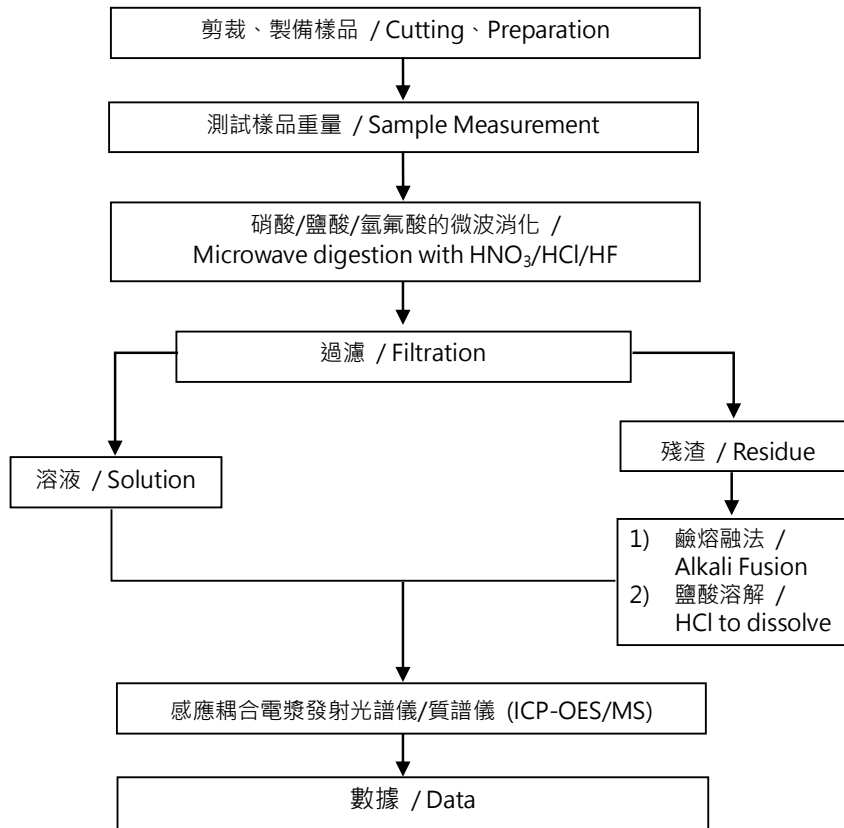 剪裁、製備樣品 / Cutting、Preparation
測試樣品重量 / Sample Measurement
硝酸/鹽酸/氫氟酸的微波消化 /
Microwave digestion with HNO₃/HCl/HF
過濾 / Filtration
溶液 / Solution
殘渣 / Residue
1) 鹼熔融法 /
Alkali Fusion
2) 鹽酸溶解 /
HCl to dissolve
感應耦合電漿發射光譜儀/質譜儀 (ICP-OES/MS)
數據 / Data